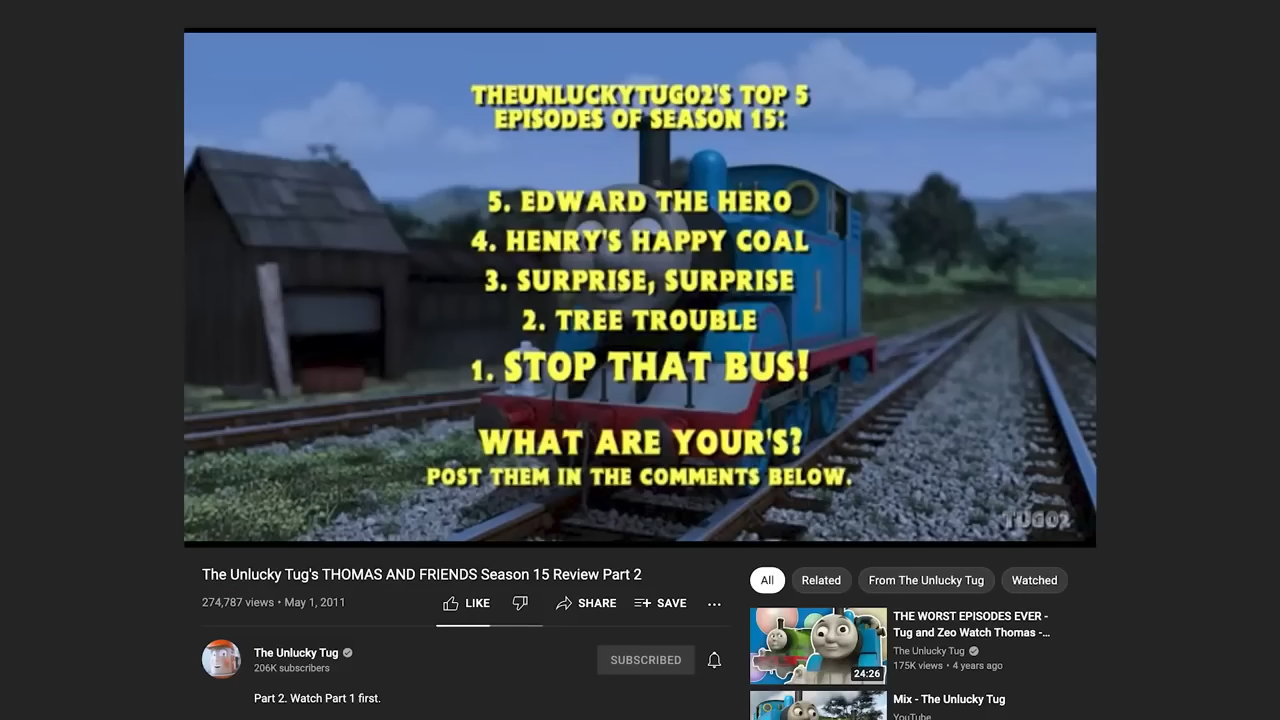 THEUNLUCKYTUG02'S TOP 5
EPISODES OF SEASON 15:
5. EDWARD THE HERO
4. HENRY'S HAPPY COAL
3. SURPRISE, SURPRISE
2. TREE TROUBLE
1. STOP THAT BUS!
WHAT ARE YOUR'S?
POST THEM IN THE COMMENTS BELOW.
TUG02
The Unlucky Tug's THOMAS AND FRIENDS Season 15 Review Part 2
274,787 views • May 1, 2011
LIKE
SHARE
SAVE
The Unlucky Tug
206K subscribers
SUBSCRIBED
Part 2. Watch Part 1 first.
All
Related
From The Unlucky Tug
Watched
24:26
THE WORST EPISODES EVER -
Tug and Zeo Watch Thomas -...
The Unlucky Tug
175K views • 4 years ago
Mix - The Unlucky Tug
YouTube